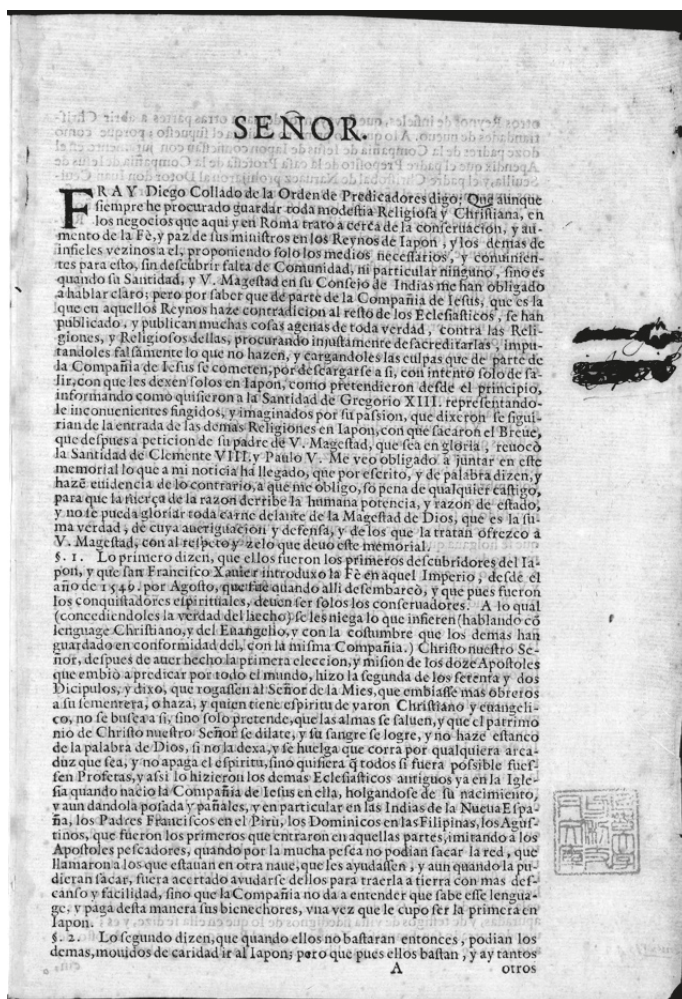 SEÑOR.
FRAY Diego Collado de la Orden de Predicadores digo: Que aunque
siempre he procurado guardar toda modestia Religiosa y Christiana, en
los negocios que aqui y en Roma trato a cerca de la conseruacion, y au-
mento de la Fè, y paz de sus ministros en los Reynos de Iapon, y los demas de
infieles vezinos a el, proponiendo solo los medios necessarios, y conuinien-
tes para esto, sin descubrir falta de Comunidad, ni particular ninguno, sino es
quando su Santidad, y V. Magestad en su Consejo de Indias me han obligado
a hablar claro; pero por saber que de parte de la Compañia de Iesus, que es la
que en aquellos Reynos haze contradicion al resto de los Eclesiasticos, se han
publicado, y publican muchas cosas agenas de toda verdad, contra las Reli-
giones, y Religiosos dellas, procurando injustamente desacreditarlas, impu-
tandoles falsamente lo que no hazen, y cargandoles las culpas que de parte de
la Compañia de Iesus se cometen, por descargarse a si, con intento solo de sa-
lir, con que les dexen solos en Iapon, como pretendieron desde el principio,
informando como quisieron a la Santidad de Gregorio XIII. representando-
le inconuenientes fingidos, y imaginados por su passion, que dixeron se sigui-
rian de la entrada de las demas Religiones en Iapon, con que sacaron el Breue,
que despues a peticion de su padre de V. Magestad, que sea en gloria, reuocò
la Santidad de Clemente VIII. y Paulo V. Me veo obligado a juntar en este
memorial lo que a mi noticia ha llegado, que por escrito, y de palabra dizen, y
hazẽ euidencia de lo contrario, a que me obligo, sò pena de qualquier castigo,
para que la fuerça de la razon derribe la humana potencia, y razon de estado,
y no se pueda gloriar toda carne delante de la Magestad de Dios, que es la su-
ma verdad, de cuya aueriguacion y defensa, y de los que la tratan ofrezco a
V. Magestad, con al respeto y zelo que deuo este memorial.
§. 1. Lo primero dizen, que ellos fueron los primeros descubridores del Ia-
pon, y que san Francisco Xauier introduxo la Fè en aquel Imperio, desde el
año de 1549. por Agosto, que fue quando alli desembarcò, y que pues fueron
los conquistadores espirituales, deuen ser solos los conseruadores. A lo qual
(concediendoles la verdad del hecho) se les niega lo que infieren (hablando cõ
lenguage Christiano, y del Euangelio, y con la costumbre que los demas han
guardado en conformidad del, con la misma Compañia.) Christo nuestro Se-
ñor, despues de auer hecho la primera eleccion, y mision de los doze Apostoles
que embiò a predicar por todo el mundo, hizo la segunda de los setenta y dos
Dicipulos, y dixo, que rogassen al Señor de la Mies, que embiasse mas obreros
a su sementera, o haza, y quien tiene espiritu de varon Christiano y euangeli-
co, no se busca a si, sino solo pretende, que las almas se saluen, y que el patrimo
nio de Christo nuestro Señor se dilate, y su sangre se logre, y no haze estanco
de la palabra de Dios, si no la dexa, y se huelga que corra por qualquiera arca-
duz que sea, y no apaga el espiritu, sino quisiera q̃ todos si fuera possible fues-
sen Profetas, y assi lo hizieron los demas Eclesiasticos antiguos ya en la Igle-
sia quando nacio la Compañia de Iesus en ella, holgandose de su nacimiento,
y aun dandola posada y pañales, y en particular en las Indias de la Nueua Espa-
ña, los Padres Franciscos en el Pirù, los Dominicos en las Filipinas, los Agus-
tinos, que fueron los primeros que entraron en aquellas partes, imitando a los
Apostoles pescadores, quando por la mucha pesca no podian sacar la red, que
llamaron a los que estauan en otra naue, que les ayudassen, y aun quando la pu-
dieran sacar, fuera acertado ayudarse dellos para traerla a tierra con mas des-
canso y facilidad, sino que la Compañia no da a entender que sabe esse lengua-
ge, y paga desta manera sus bienechores, vna vez que le cupo ser la primera en
Iapon.
§. 2. Lo segundo dizen, que quando ellos no bastaran entonces, podian los
demas, mouidos de caridad ir al Iapon; pero que pues ellos bastan, y ay tantos
A otros